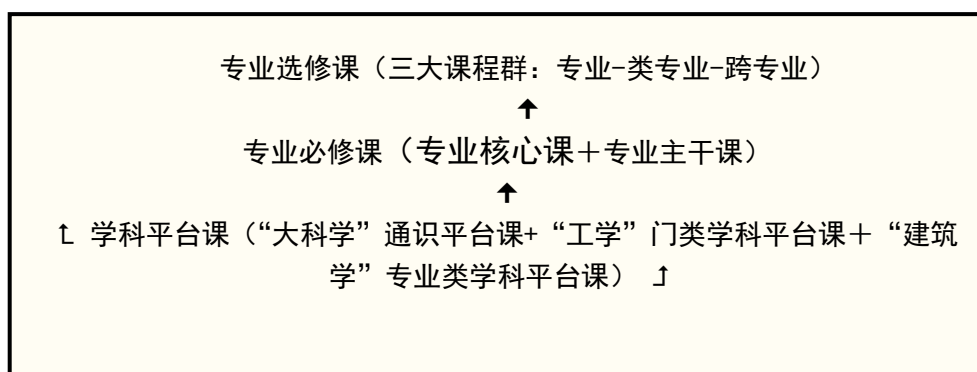 专业选修课（三大课程群：专业-类专业-跨专业）
↑
专业必修课（专业核心课＋专业主干课）
↑
↥ 学科平台课（“大科学”通识平台课+“工学”门类学科平台课＋“建筑
学”专业类学科平台课） ↥